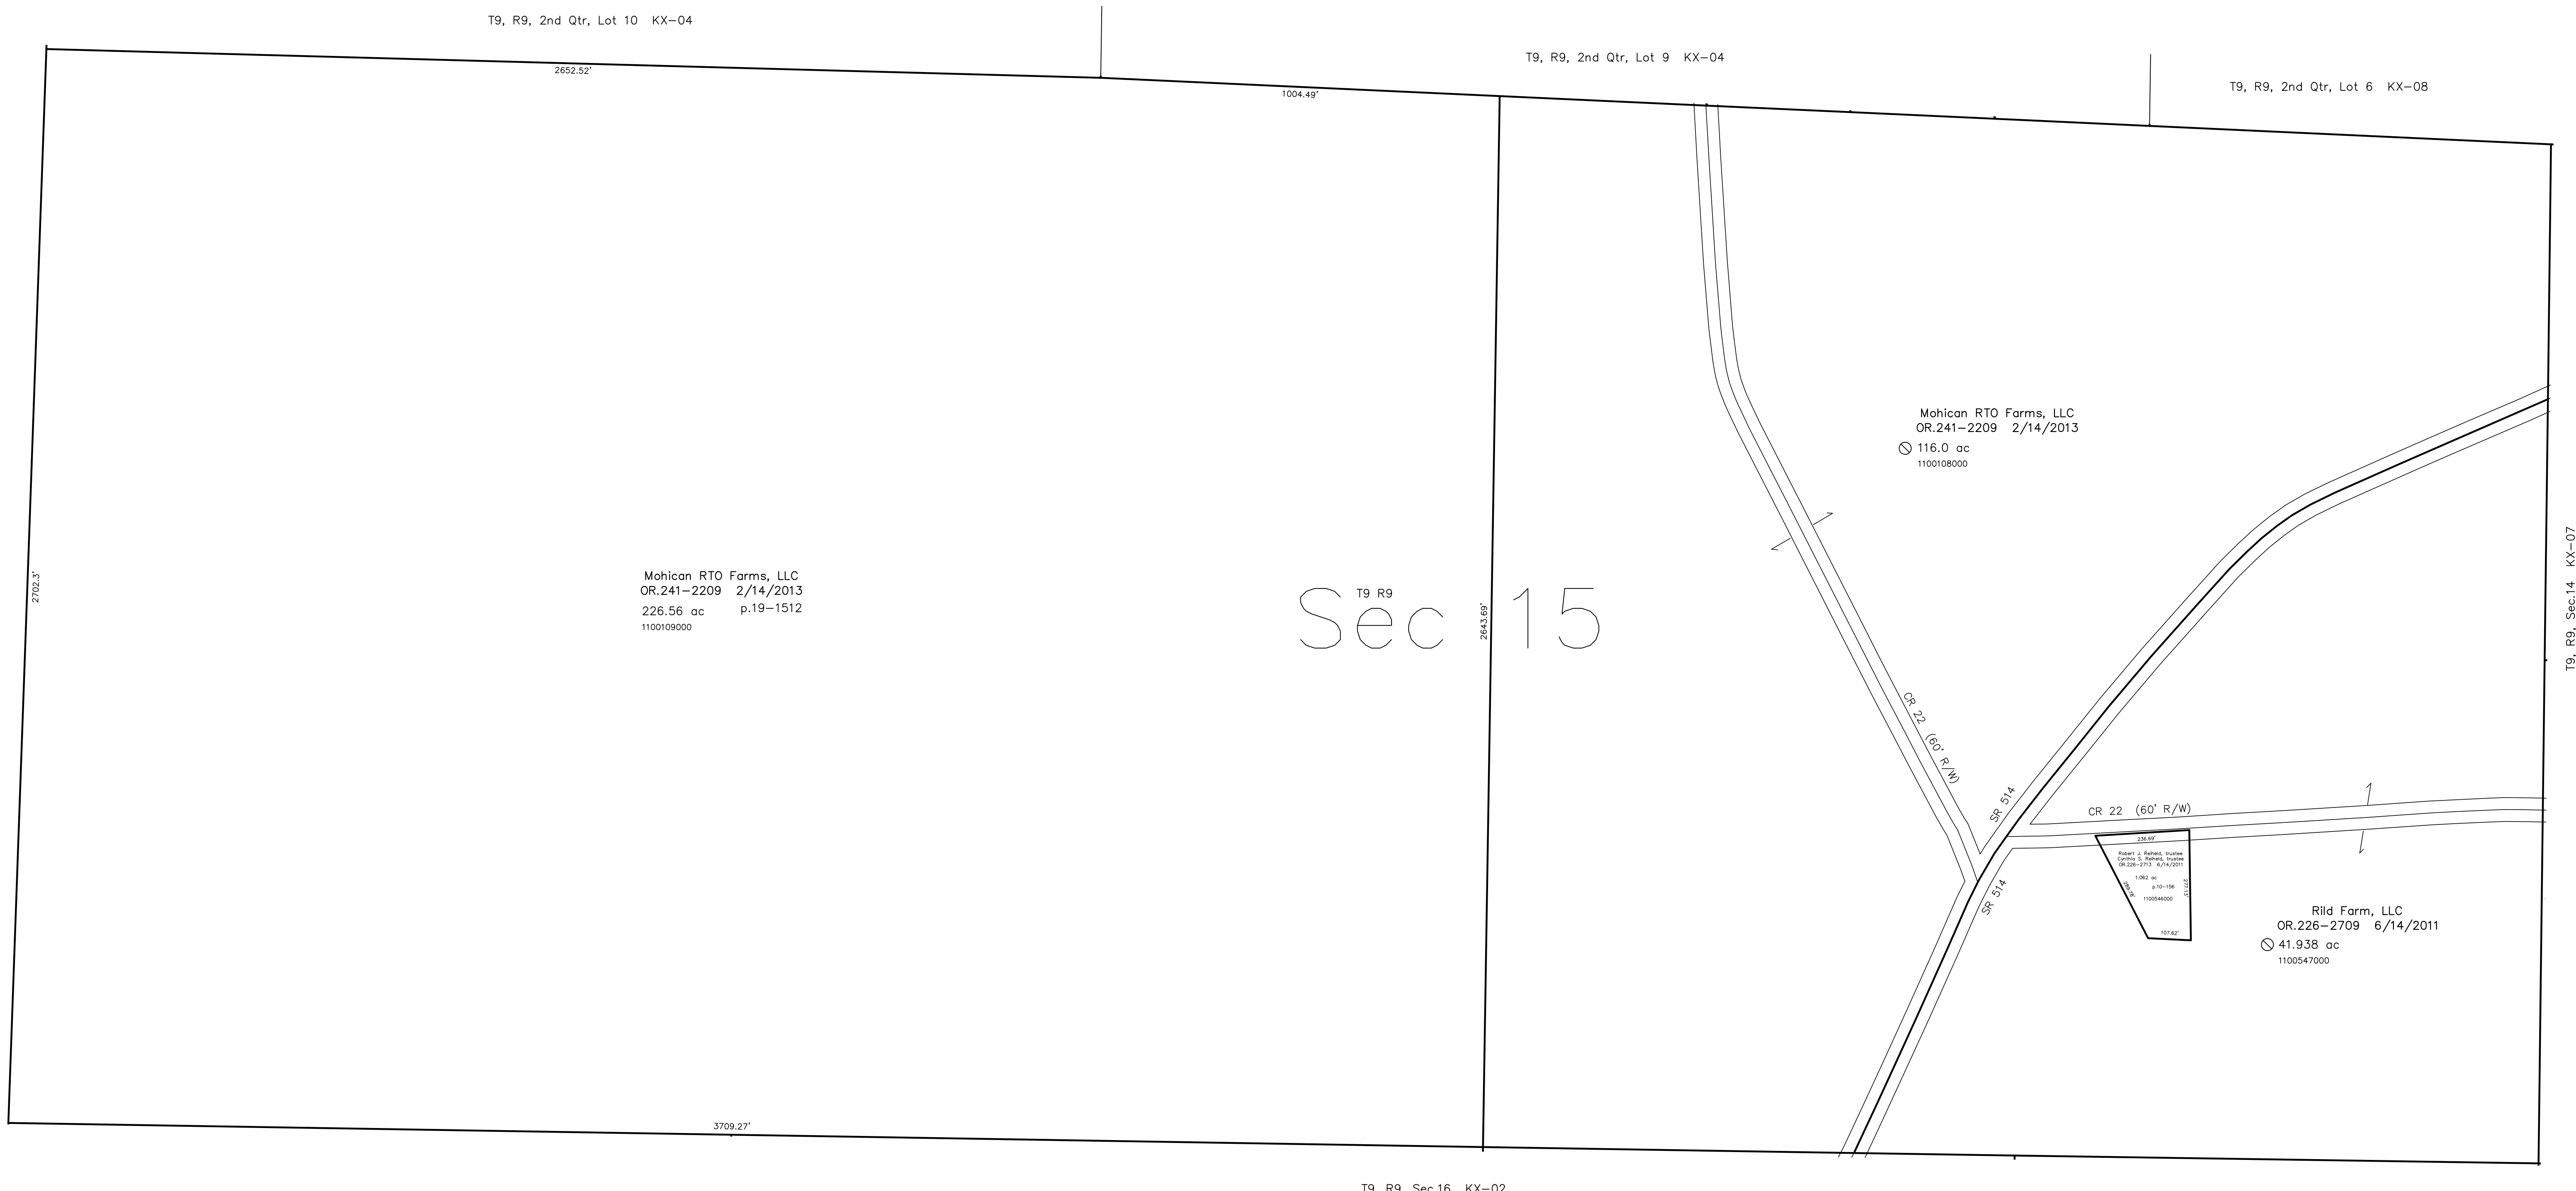 T9, R9, 2nd Qtr, Lot 10 KX-04
T9, R9, 2nd Qtr, Lot 9 KX-04
T9, R9, 2nd Qtr, Lot 6 KX-08
2652.52'
1004.49'
2702.3'
Mohican RTO Farms, LLC
OR.241-2209 2/14/2013
226.56 ac p.19-1512
1100109000
T9 R9
Sec 15
2643.69'
Mohican RTO Farms, LLC
OR.241-2209 2/14/2013
116.0 ac
1100108000
CR 22 (60' R/W)
SR 514
SR 514
CR 22 (60' R/W)
236.69'
Robert J. Reiheld, trustee
Cynthia S. Reiheld, trustee
OR.226-2713 6/14/2011
1.062 ac
p.10-156
1100546000
277.13'
107.62'
Rild Farm, LLC
OR.226-2709 6/14/2011
41.938 ac
1100547000
T9, R9, Sec.14 KX-07
3709.27'
T9, R9, Sec.16 KX-02